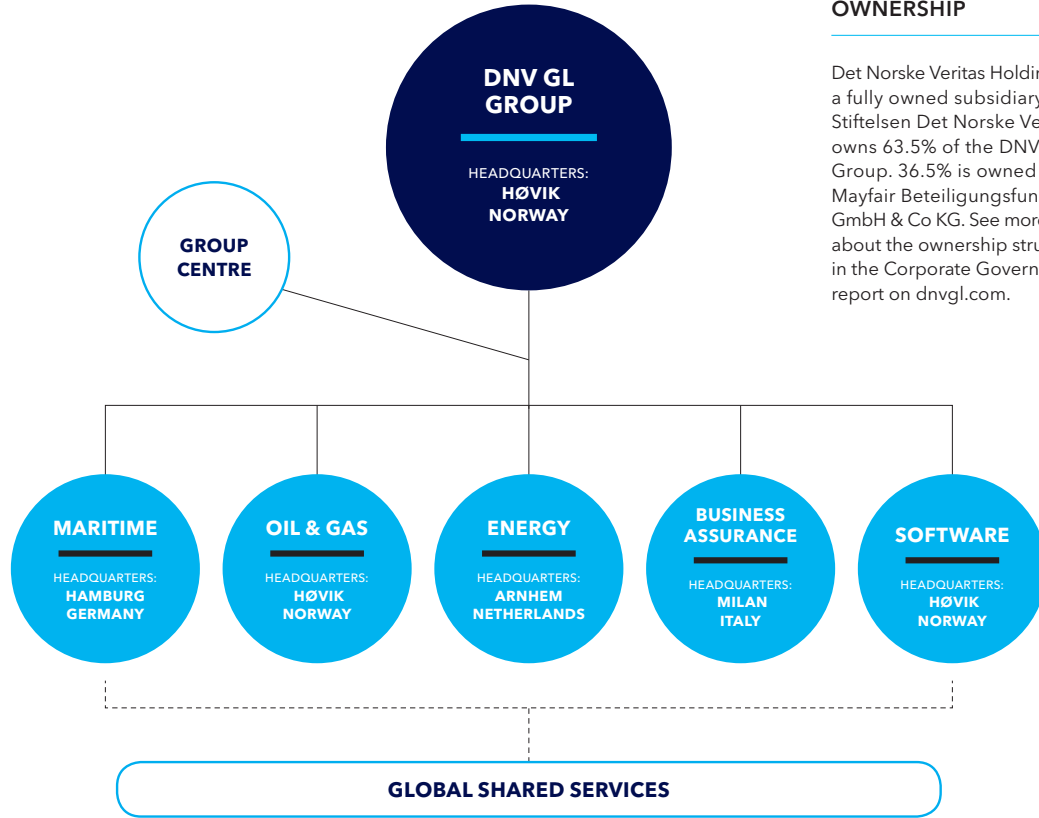 OWNERSHIP
Det Norske Veritas Holdin
a fully owned subsidiary
Stiftelsen Det Norske Ve
owns 63.5% of the DNV
Group. 36.5% is owned
Mayfair Beteiligungsfun
GmbH & Co KG. See more
about the ownership stru
in the Corporate Govern
report on dnvgl.com.
DNV GL
GROUP
HEADQUARTERS:
HØVIK
NORWAY
GROUP
CENTRE
MARITIME
HEADQUARTERS:
HAMBURG
GERMANY
OIL & GAS
HEADQUARTERS:
HØVIK
NORWAY
ENERGY
HEADQUARTERS:
ARNHEM
NETHERLANDS
BUSINESS
ASSURANCE
HEADQUARTERS:
MILAN
ITALY
SOFTWARE
HEADQUARTERS:
HØVIK
NORWAY
GLOBAL SHARED SERVICES